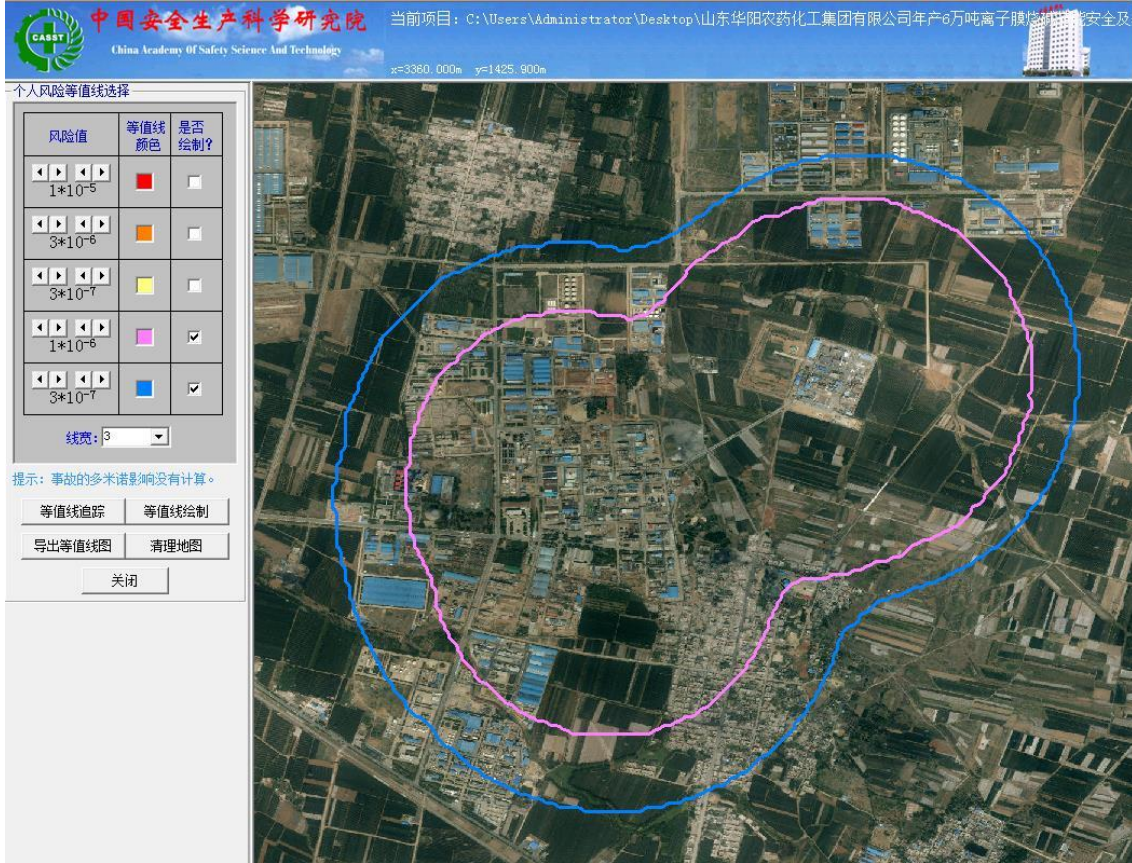 中国安全生产科学研究院
CASST
China Academy Of Safety Science And Technology
当前项目：C:\Users\Administrator\Desktop\山东华阳农药化工集团有限公司年产6万吨离子膜烧
安全及
x=3360.000m y=1425.900m
个人风险等值线选择
风险值 等值线颜色 是否绘制?
1*10-5
3*10-6
3*10-7
1*10-6
3*10-7
线宽: 3
提示：事故的多米诺影响没有计算。
等值线追踪 等值线绘制
导出等值线图 清理地图
关闭